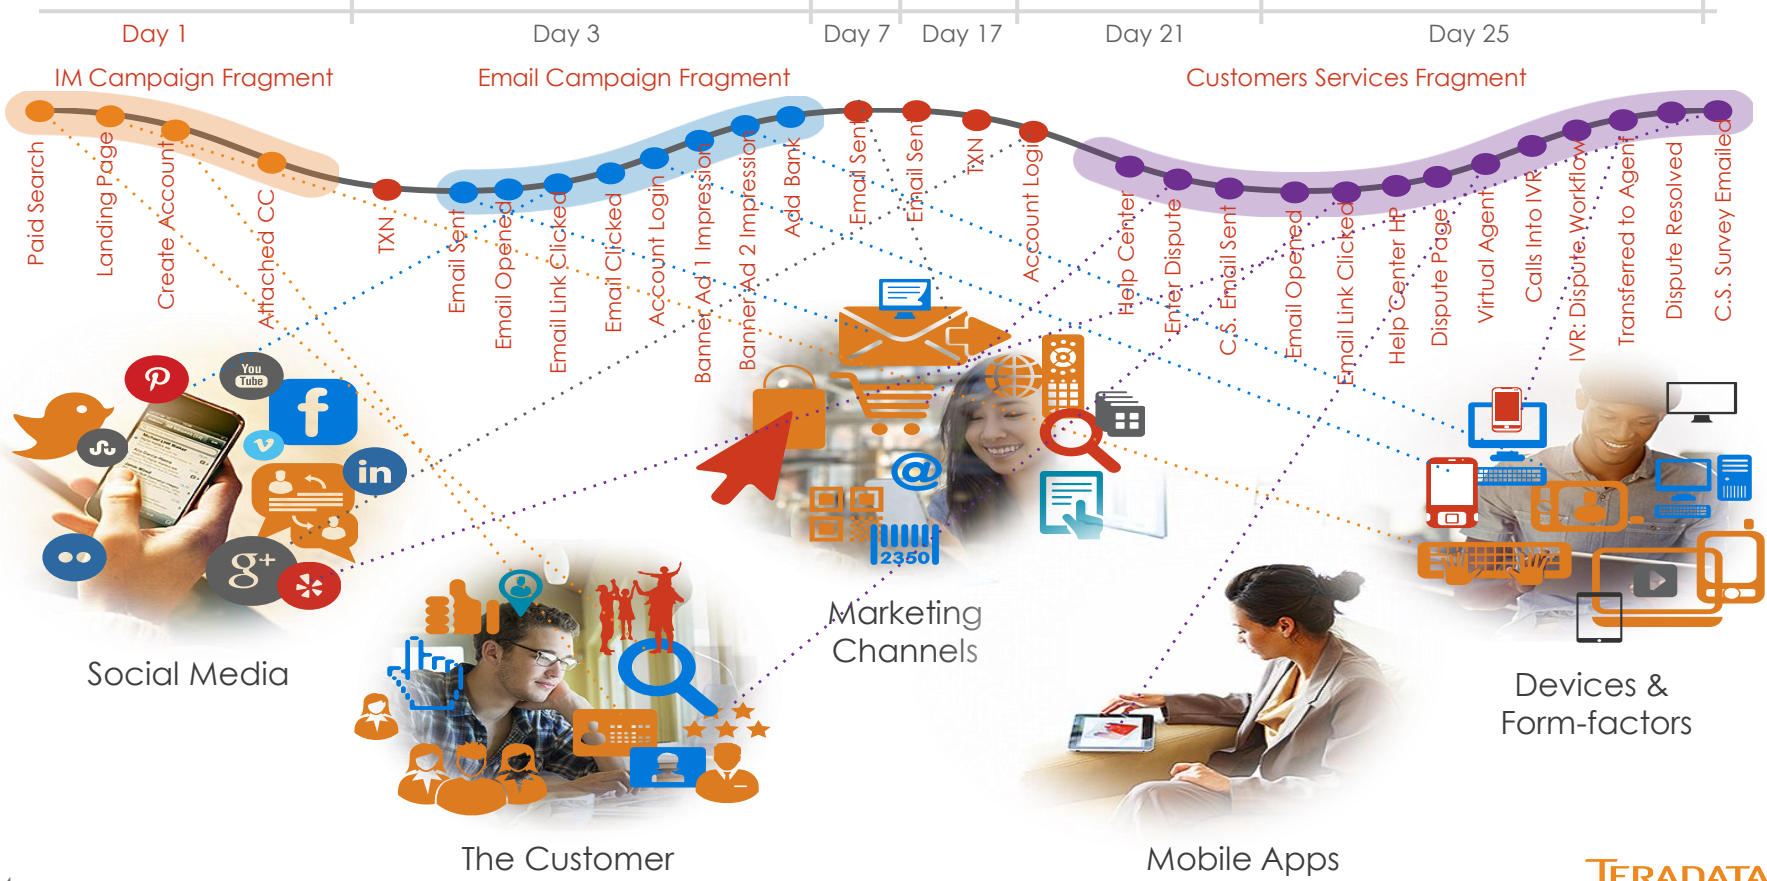 Day 1
Day 3
Day 7
Day 17
Day 21
Day 25
IM Campaign Fragment
Email Campaign Fragment
Customers Services Fragment
Paid Search
Landing Page
Create Account
Attached CC
TXN
Email Sent
Email Opened
Email Link Clicked
Email Clicked
Account Login
Banner Ad 1 Impression
Banner Ad 2 Impression
Add Bank
Email Sent
Email Sent
TXN
Account Login
Help Center
Enter Dispute
C.S. Email Sent
Email Opened
Email Link Clicked
Help Center HP
Dispute Page
Virtual Agent
Calls Into IVR
IVR: Dispute Workflow
Transferred to Agent
Dispute Resolved
C.S. Survey Emailed
You
Tube
f
in
g+
@
2350
Social Media
The Customer
Marketing
Channels
Mobile Apps
Devices &
Form-factors
TERADATA